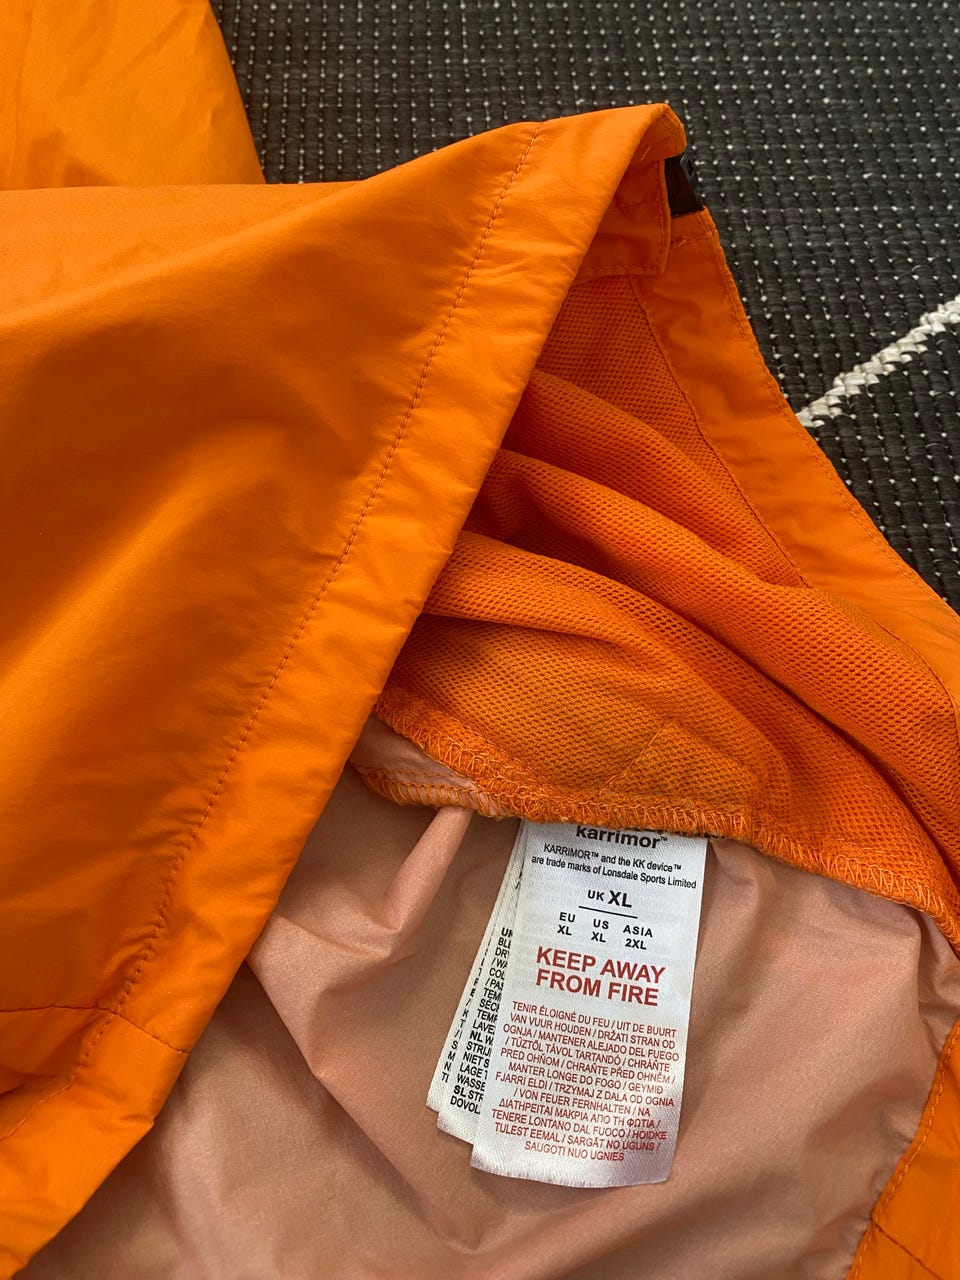 karrimor™
KARRIMOR™ and the KK device™
are trade marks of Lonsdale Sports Limited
UK XL
EU US ASIA
XL XL 2XL
KEEP AWAY
FROM FIRE
TENIR ÉLOIGNÉ DU FEU / UIT DE BUURT
VAN VUUR HOUDEN / DRŽATI STRAN OD
OGNJA / MANTENER ALEJADO DEL FUEGO
/ TŰZTŐL TÁVOL TARTANDÓ / CHRÁŇTE
PRED OHŇOM / CHRAŇTE PŘED OHNĚM /
MANTER LONGE DO FOGO / GEYMIÐ
FJARRI ELDI / TRZYMAJ Z DALA OD OGNIA
/ VON FEUER FERNHALTEN / ΝΑ
ΔΙΑΤΗΡΕΙΤΑΙ ΜΑΚΡΙΑ ΑΠΟ ΤΗ ΦΩΤΙΑ /
TENERE LONTANO DAL FUOCO / HOIDKE
TULEST EEMAL / SARGĀT NO UGUNS /
SAUGOTI NUO UGNIES